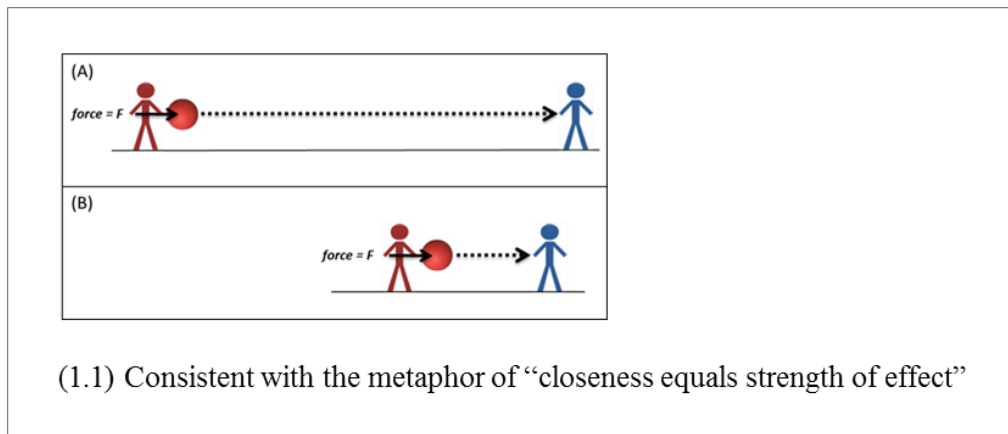 (A)
force = F
(B)
force = F
(1.1) Consistent with the metaphor of “closeness equals strength of effect”